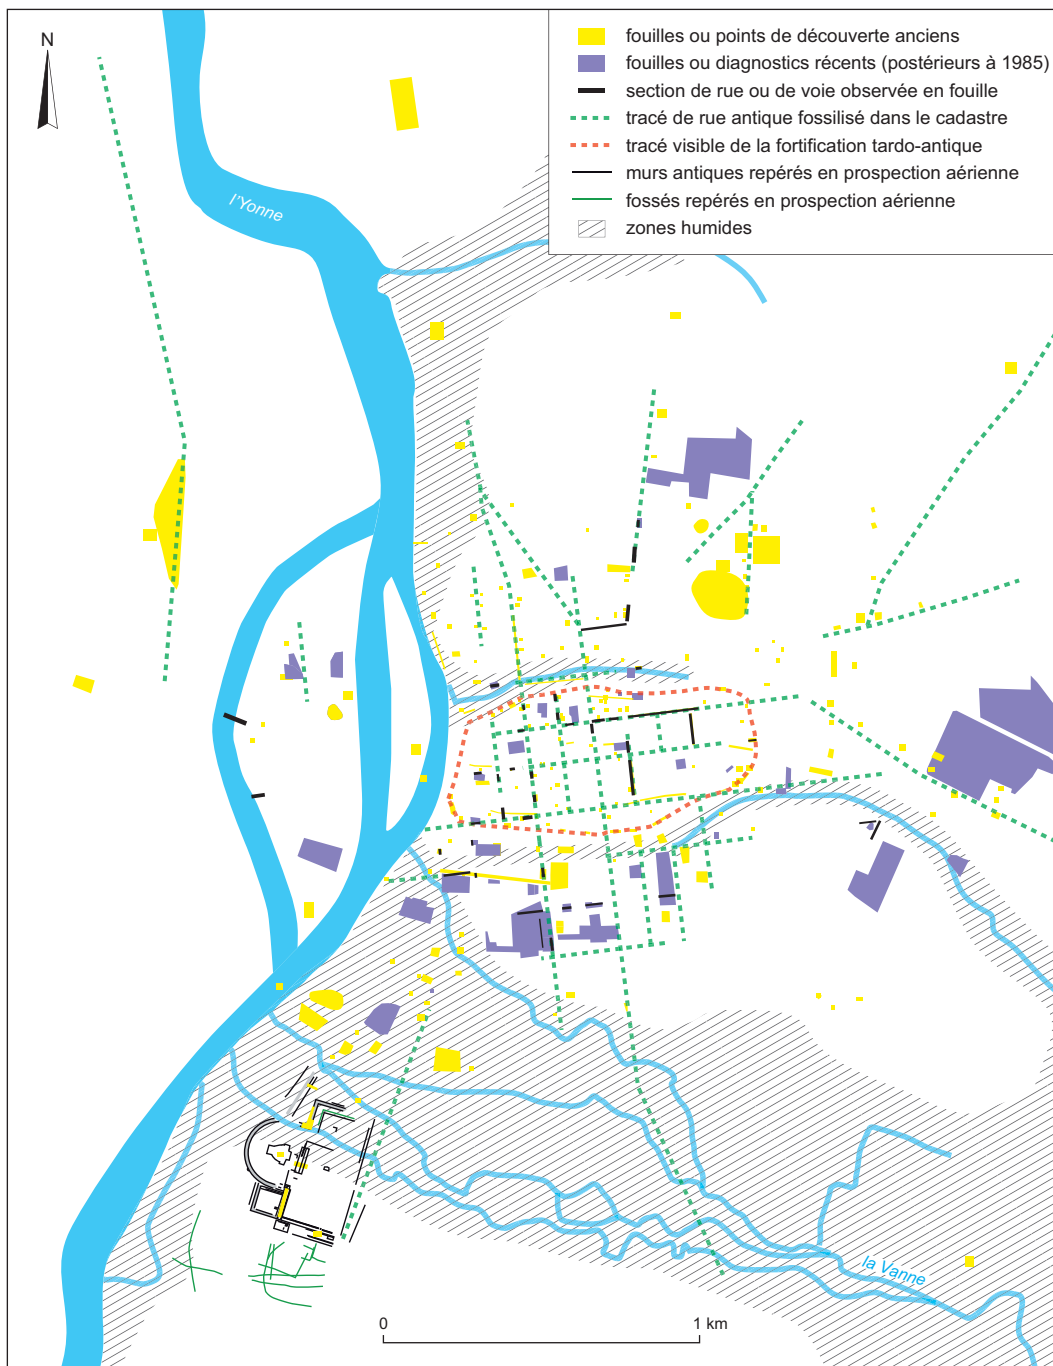 N
fouilles ou points de découverte anciens
fouilles ou diagnostics récents (postérieurs à 1985)
section de rue ou de voie observée en fouille
tracé de rue antique fossilisé dans le cadastre
tracé visible de la fortification tardo-antique
murs antiques repérés en prospection aérienne
fossés repérés en prospection aérienne
zones humides
l'Yonne
la Vanne
0 1 km